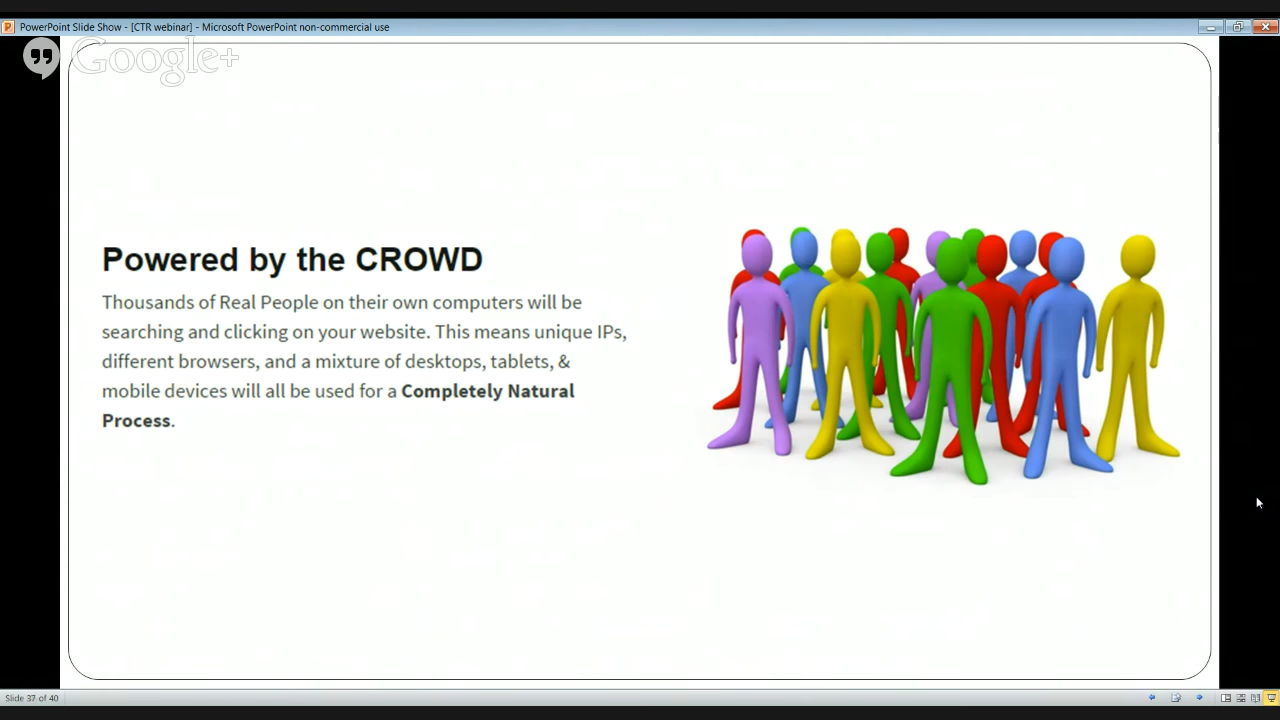 PowerPoint Slide Show - [CTR webinar] - Microsoft PowerPoint non-commercial use
Google+
Powered by the CROWD
Thousands of Real People on their own computers will be
searching and clicking on your website. This means unique IPs,
different browsers, and a mixture of desktops, tablets, &
mobile devices will all be used for a Completely Natural
Process.
Slide 37 of 40